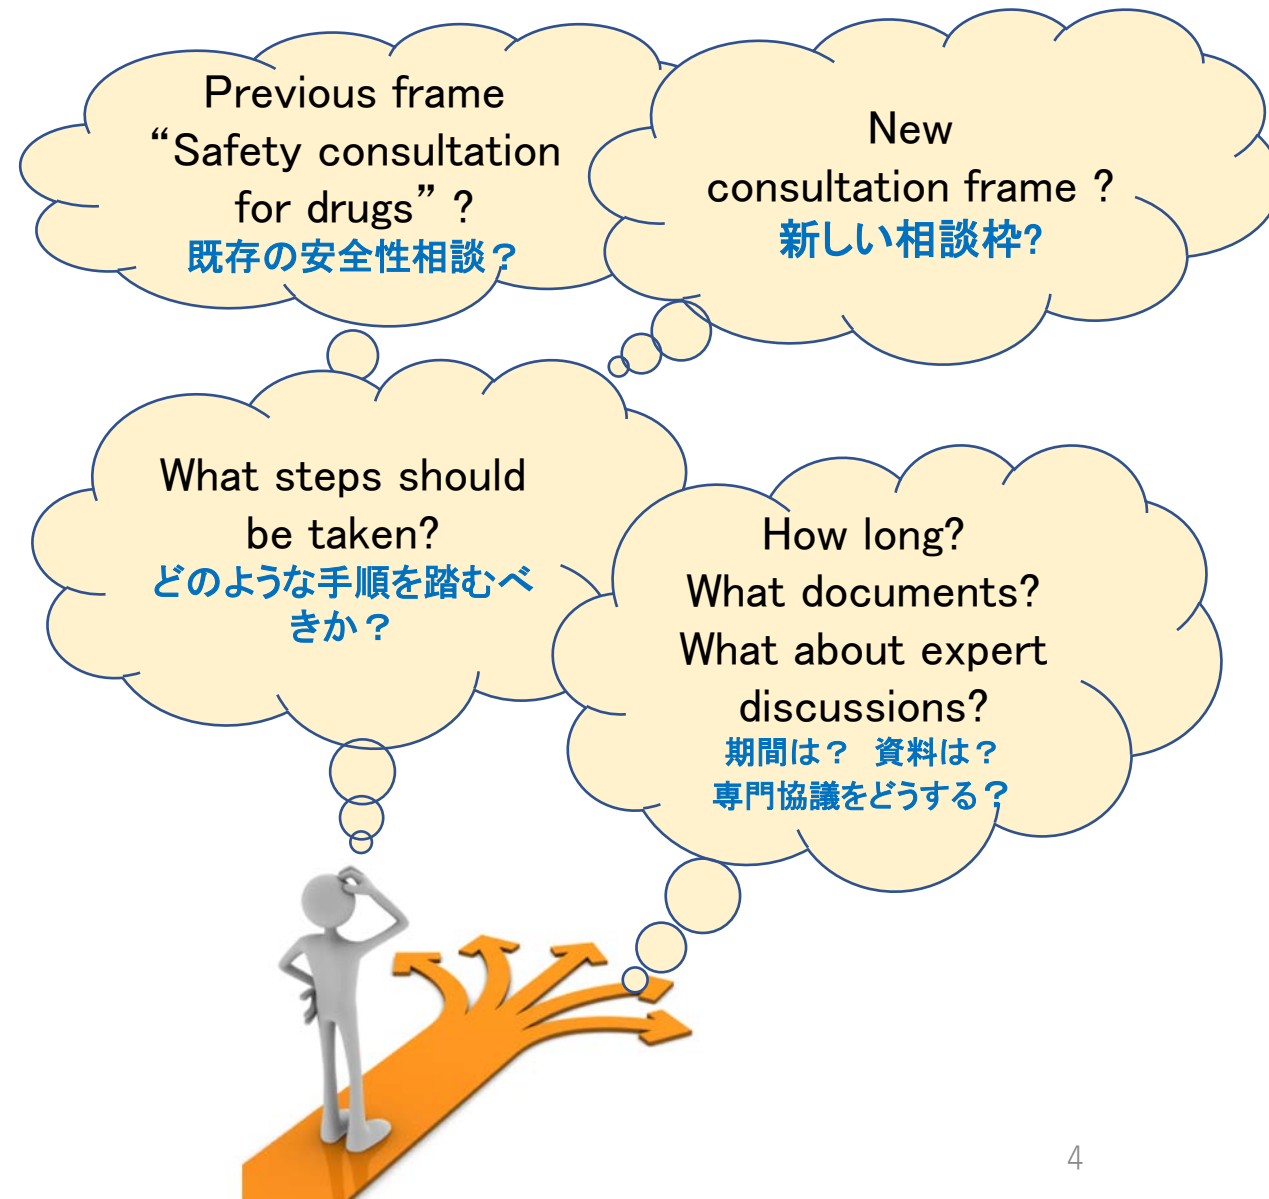 Previous frame
“Safety consultation
for drugs” ?
既存の安全性相談？
New
consultation frame ?
新しい相談枠?
What steps should
be taken?
どのような手順を踏むべ
きか？
How long?
What documents?
What about expert
discussions?
期間は？　資料は？
専門協議をどうする？
4